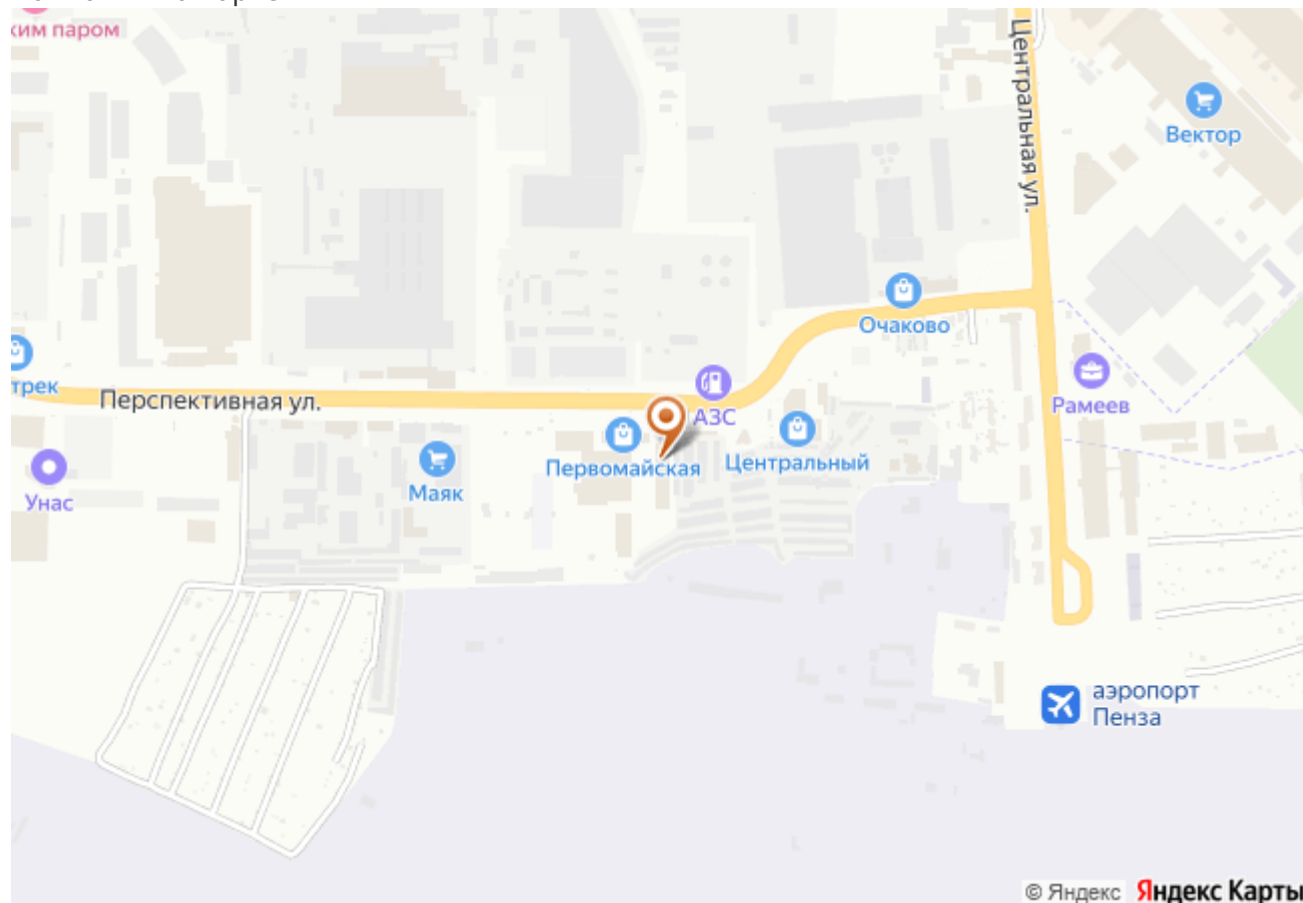 ким паром
Центральная ул.
Вектор
Очаково
трек
Перспективная ул.
АЗС
Рамеев
Первомайская
Центральный
Маяк
Унас
аэропорт
Пенза
© Яндекс Яндекс Карты